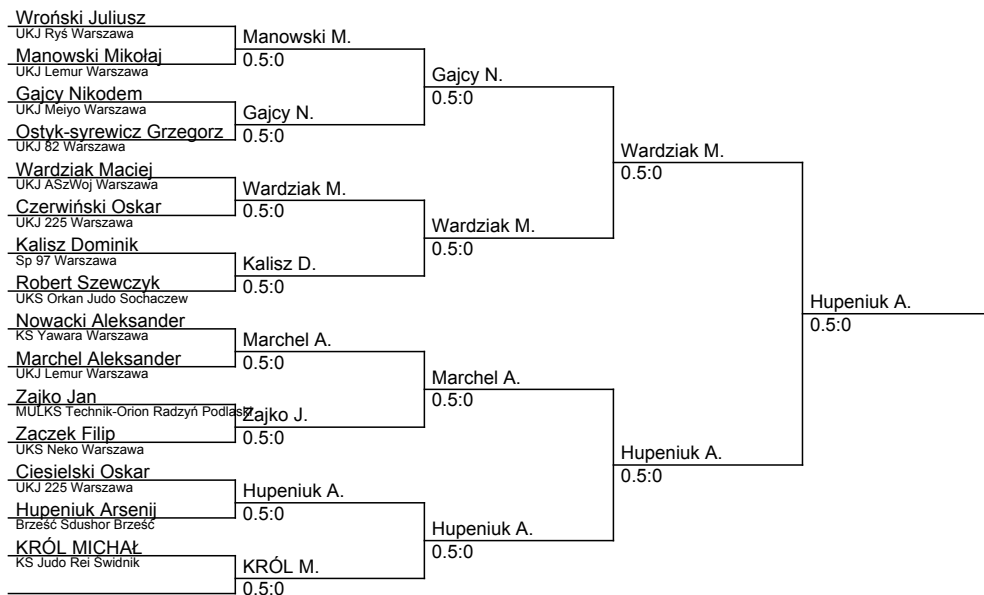 Wroński Juliusz
UKJ Ryś Warszawa
Manowski Mikołaj
UKJ Lemur Warszawa
Gajcy Nikodem
UKJ Meiyo Warszawa
Ostyk-syrewicz Grzegorz
UKJ 82 Warszawa
Wardziak Maciej
UKJ ASzWoj Warszawa
Czerwiński Oskar
UKJ 225 Warszawa
Kalisz Dominik
Sp 97 Warszawa
Robert Szewczyk
UKS Orkan Judo Sochaczew
Nowacki Aleksander
KS Yawara Warszawa
Marchel Aleksander
UKJ Lemur Warszawa
Zajko Jan
MULKS Technik-Orion Radzyń Podlaski
Zaczek Filip
UKS Neko Warszawa
Ciesielski Oskar
UKJ 225 Warszawa
Hupeniuk Arsenij
Brześć Sdushor Brześć
KRÓL MICHAŁ
KS Judo Rei Świdnik
Manowski M.
0.5:0
Gajcy N.
0.5:0
Wardziak M.
0.5:0
Kalisz D.
0.5:0
Marchel A.
0.5:0
Zajko J.
0.5:0
Hupeniuk A.
0.5:0
KRÓL M.
0.5:0
Gajcy N.
0.5:0
Wardziak M.
0.5:0
Marchel A.
0.5:0
Hupeniuk A.
0.5:0
Wardziak M.
0.5:0
Hupeniuk A.
0.5:0
Hupeniuk A.
0.5:0